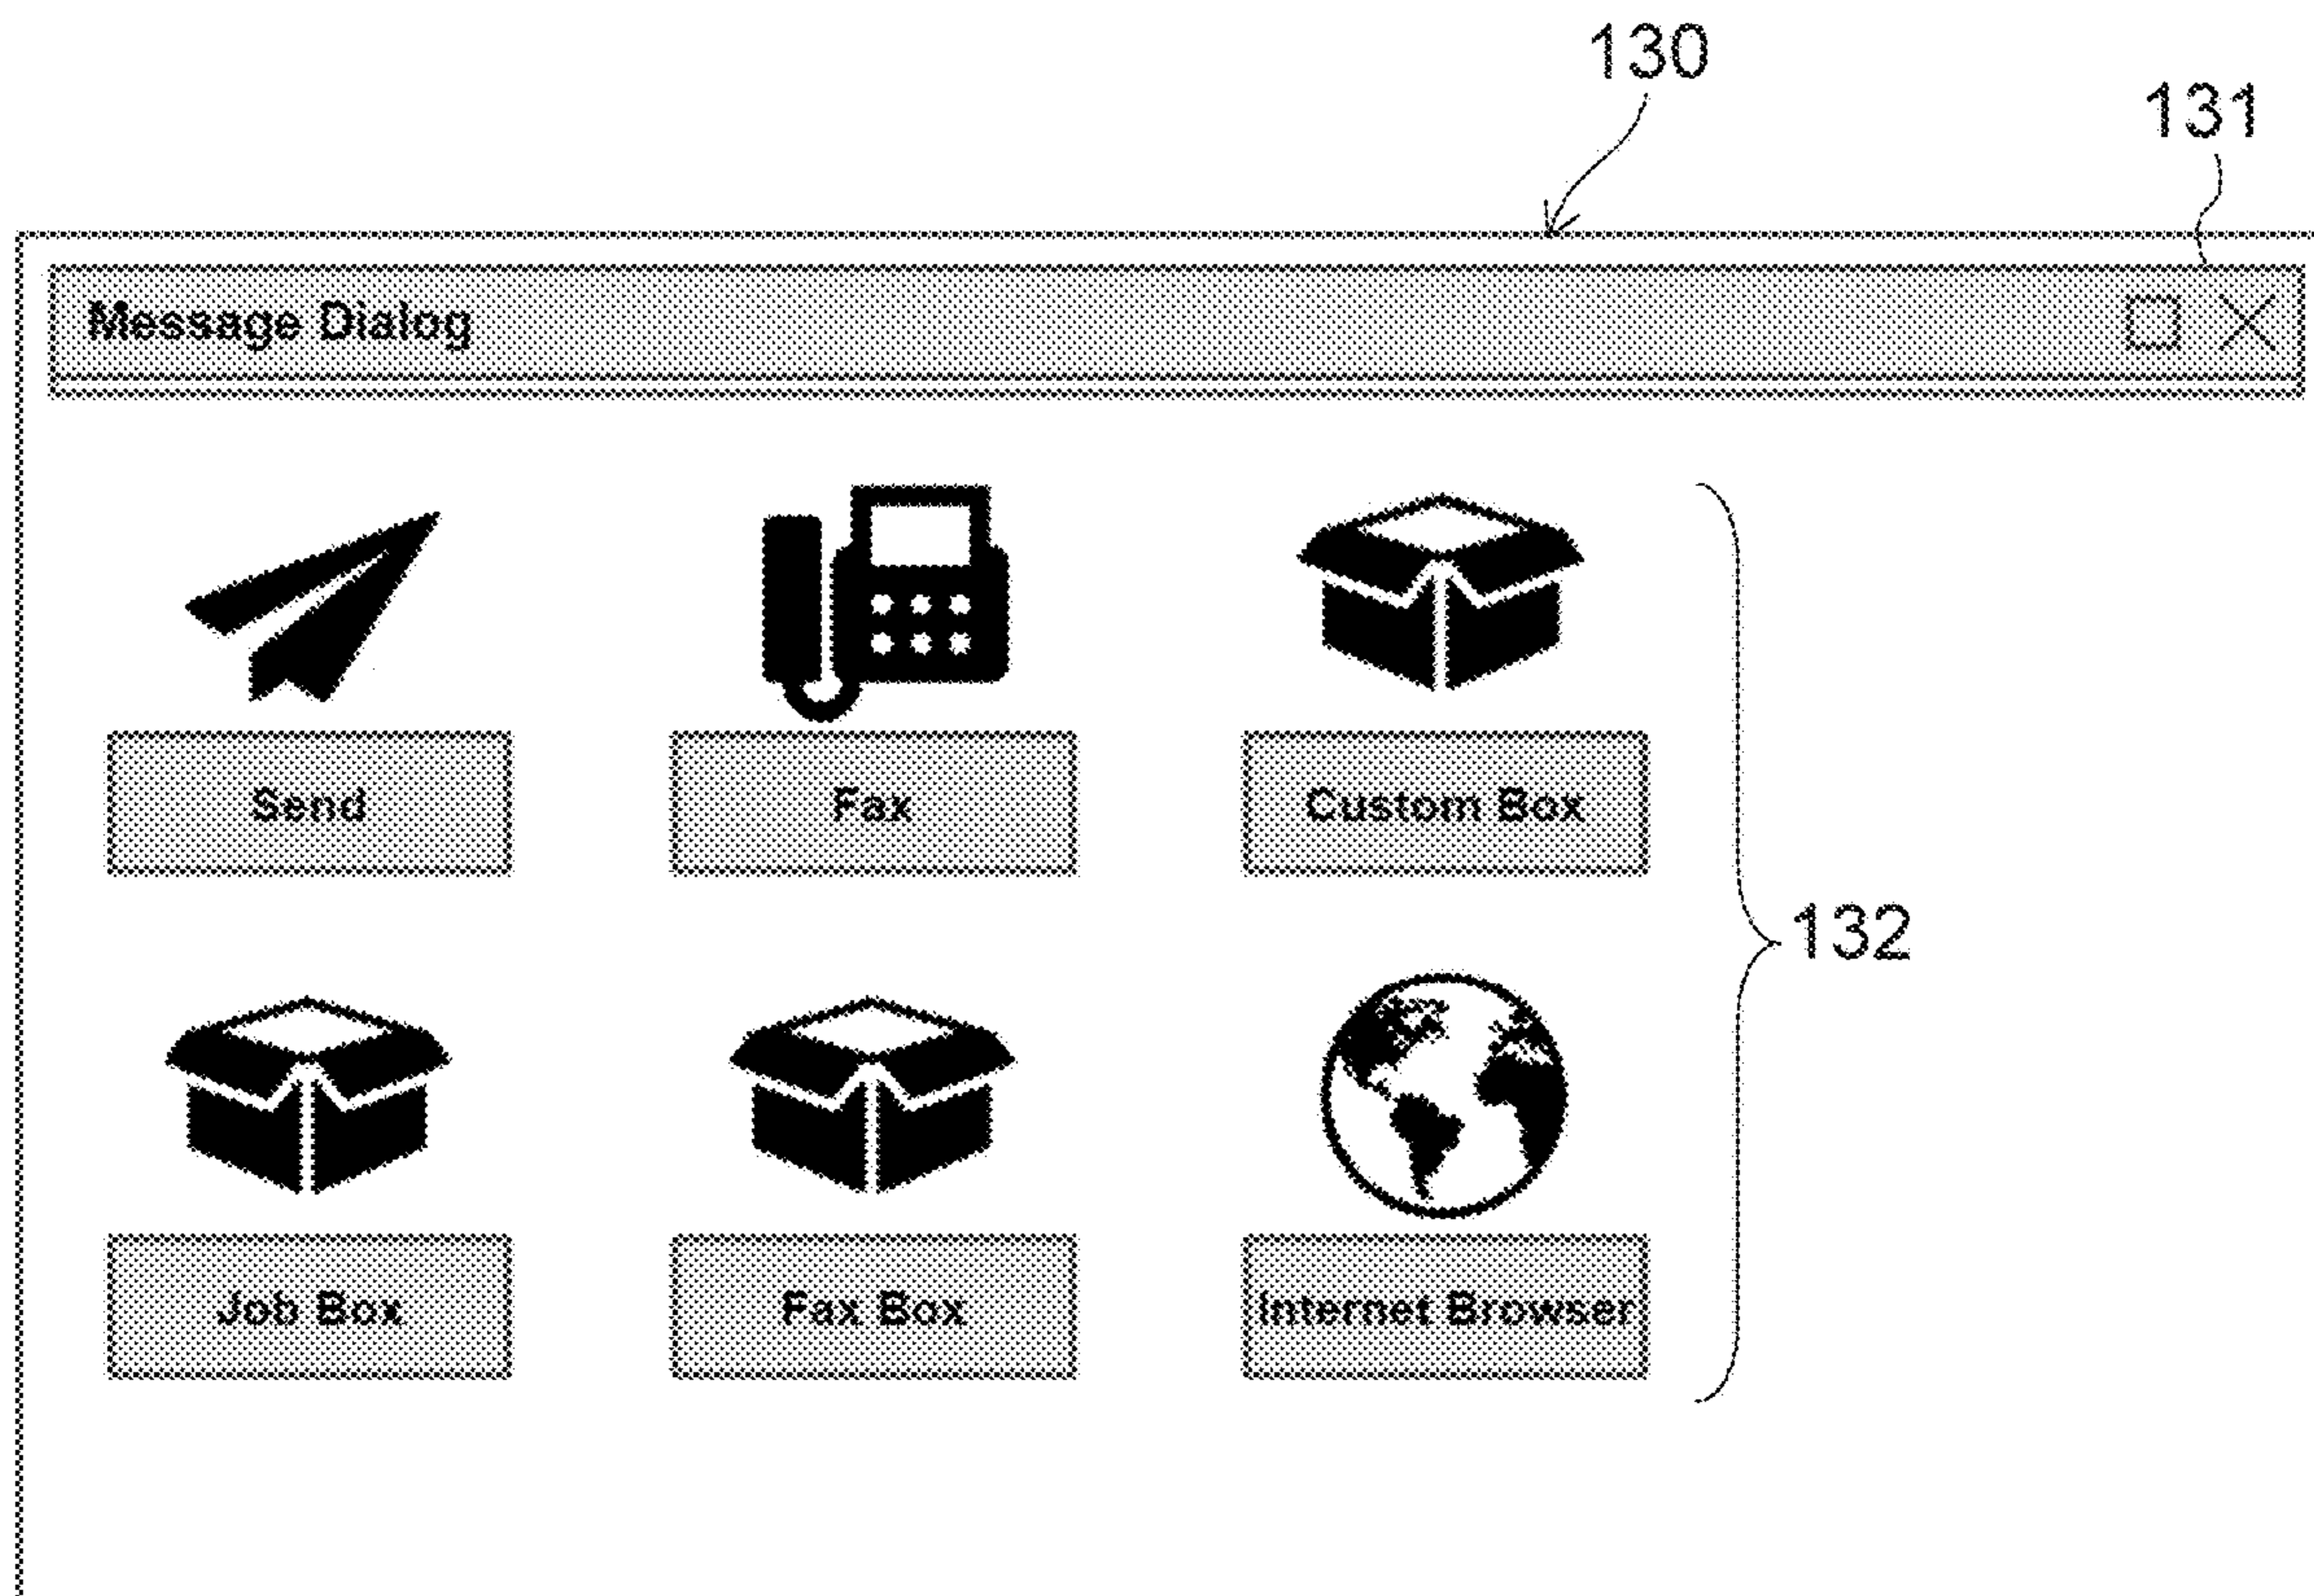 130
131
Message Dialog
Send
Fax
Custom Box
132
Job Box
Fax Box
Internet Browser